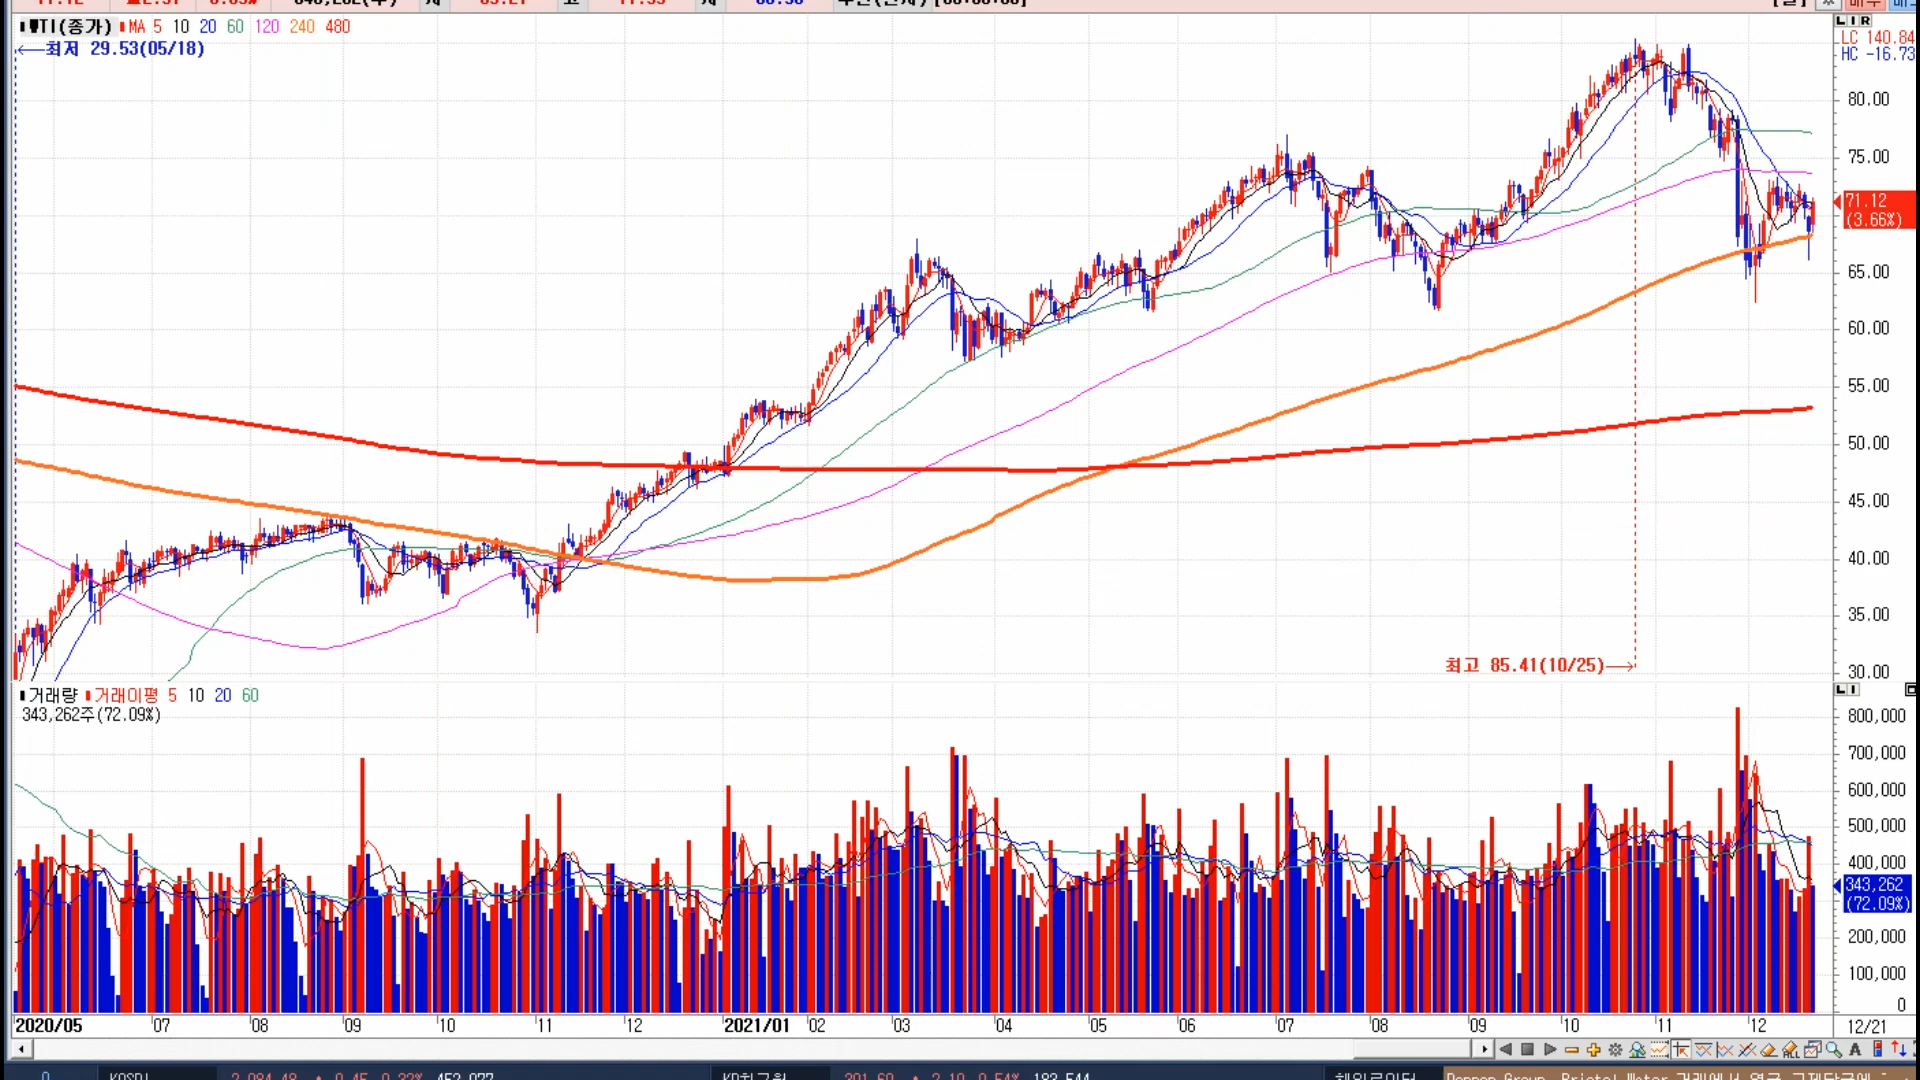 WTI(종가) MA 5 10 20 60 120 240 480
최저 29.53(05/18)
L I R
LC 140.84
HC -16.73
80.00
75.00
71.12
(3.66%)
65.00
60.00
55.00
50.00
45.00
40.00
35.00
30.00
최고 85.41(10/25)
거래량 거래이평 5 10 20 60
343,262주(72.09%)
L I
800,000
700,000
600,000
500,000
400,000
343,262
(72.09%)
200,000
100,000
0
2020/05 07 08 09 10 11 12 2021/01 02 03 04 05 06 07 08 09 10 11 12 12/21
A